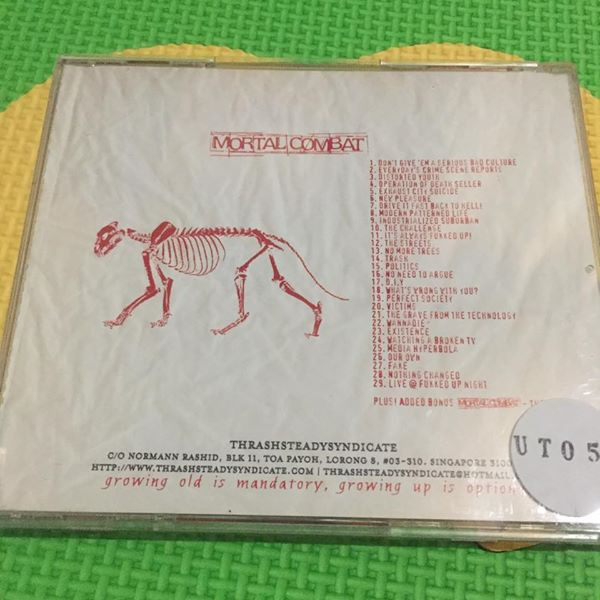 MORTAL COMBAT
1. DON'T GIVE 'EM A SERIOUS BAD CULTURE
2. EVERYDAY'S CRIME SCENE REPORTS
3. DISTORTED YOUTH
4. OPERATION OF DEATH SELLER
5. EXHAUST CITY SUICIDE
6. NEW PLEASURE
7. DRIVE IT FAST BACK TO HELL!
8. MODERN PATTERNED LIFE
9. INDUSTRIALIZED SUBURBAN
10. THE CHALLENGE
11. IT'S ALWAYS FUKKED UP!
12. THE STREETS
13. NO MORE TREES
14. TRASH
15. POLITICS
16. NO NEED TO ARGUE
17. D.I.Y
18. WHAT'S WRONG WITH YOU?
19. PERFECT SOCIETY
20. VICTIMS
21. THE GRAVE FROM THE TECHNOLOGY
22. WANNADIE
23. EXISTENCE
24. WATCHING A BROKEN TV
25. MEDIA HYPERBOLA
26. OUR OWN
27. FAKE
28. NOTHING CHANGED
29. LIVE @ FUKKED UP NIGHT
PLUS! ADDED BONUS MORTAL COMBAT -
THRASHSTEADYSYNDICATE
C/O NORMANN RASHID, BLK 11, TOA PAYOH, LORONG 8, #03-310. SINGAPORE 3100
HTTP://WWW.THRASHSTEADYSYNDICATE.COM | THRASHSTEADYSYNDICATE@HOTMAIL.
growing old is mandatory, growing up is option
UT05